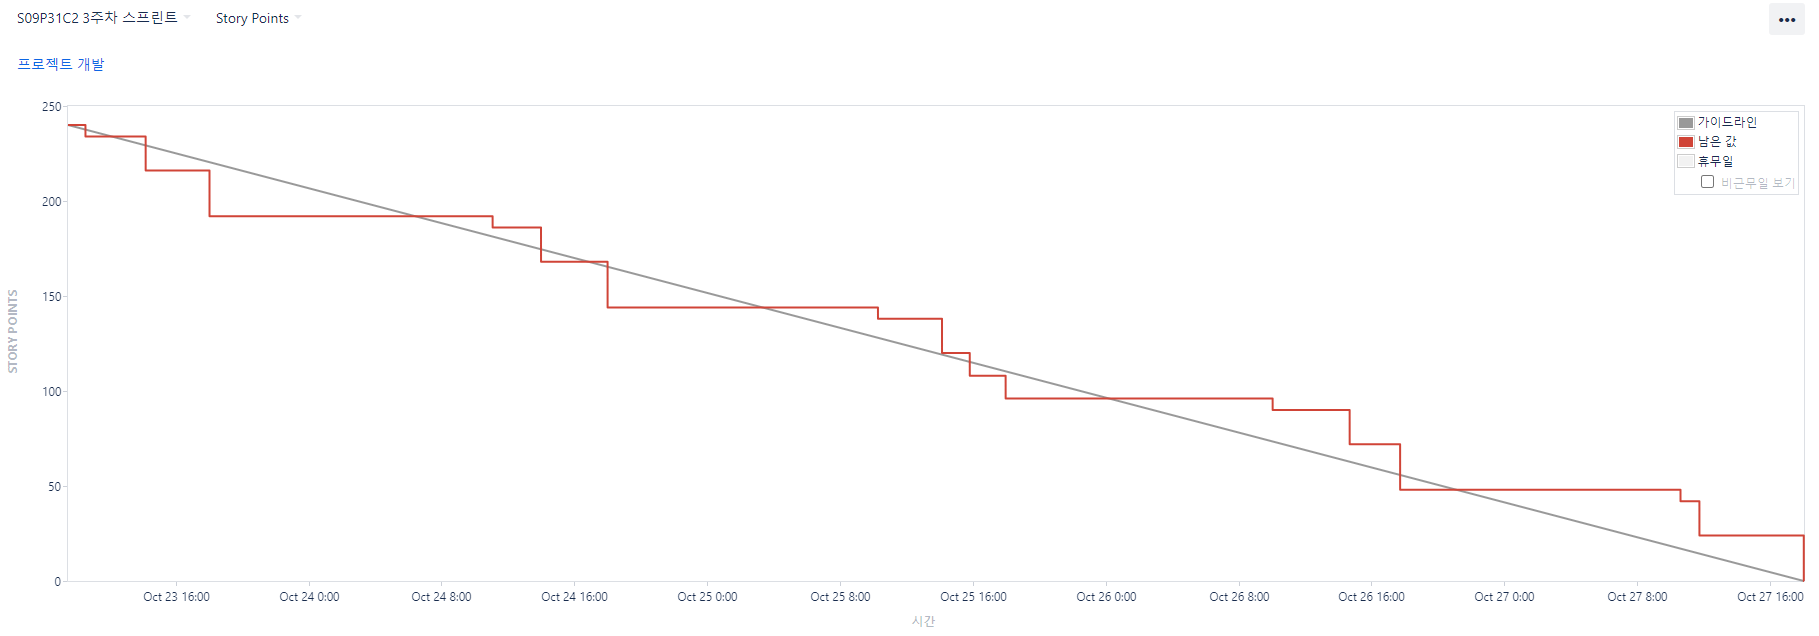 S09P31C2 3주차 스프린트 Story Points
프로젝트 개발
250
200
150
100
50
0
STORY POINTS
가이드라인
남은 값
휴무일
비근무일 보기
Oct 23 16:00 Oct 24 0:00 Oct 24 8:00 Oct 24 16:00 Oct 25 0:00 Oct 25 8:00 Oct 25 16:00 Oct 26 0:00 Oct 26 8:00 Oct 26 16:00 Oct 27 0:00 Oct 27 8:00 Oct 27 16:00
시간